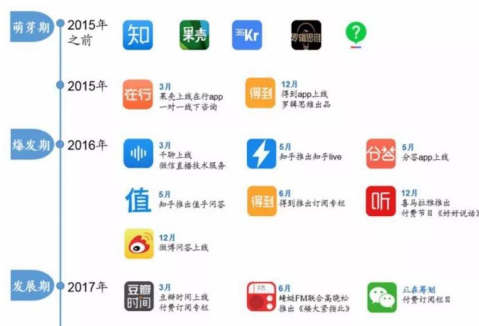 萌芽期
2015年
之前
知
果壳
36Kr
罗辑思维
?
2015年
在行
3月
果壳上线在行app
一对一线下咨询
得到
12月
得到app上线
罗辑思维出品
爆发期
2016年
3月
千聊上线
微信直播技术服务
5月
知乎推出知乎live
分答
5月
分答app上线
值
5月
知乎推出值乎问答
得到
6月
得到推出订阅专栏
听
12月
喜马拉雅推出
付费节目《好好说话》
12月
微博问答上线
发展期
2017年
豆瓣
时间
3月
豆瓣时间上线
付费订阅专栏
6月
蜻蜓FM联合高晓松
推出《矮大紧指北》
正在筹划
付费订阅栏目